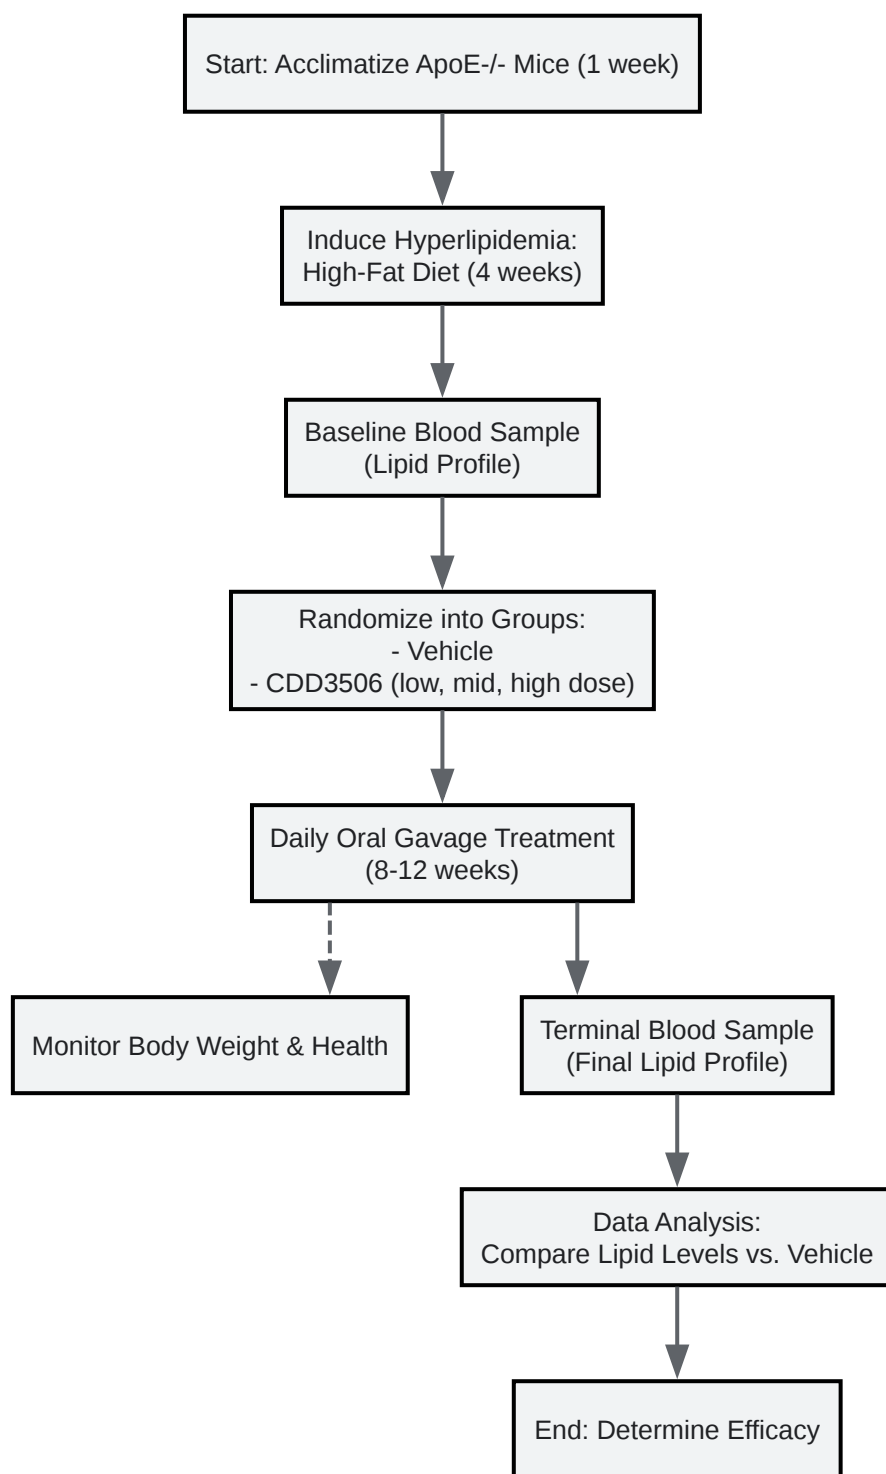 Start: Acclimatize ApoE-/- Mice (1 week)
Induce Hyperlipidemia:
High-Fat Diet (4 weeks)
Baseline Blood Sample
(Lipid Profile)
Randomize into Groups:
- Vehicle
- CDD3506 (low, mid, high dose)
Daily Oral Gavage Treatment
(8-12 weeks)
Monitor Body Weight & Health
Terminal Blood Sample
(Final Lipid Profile)
Data Analysis:
Compare Lipid Levels vs. Vehicle
End: Determine Efficacy